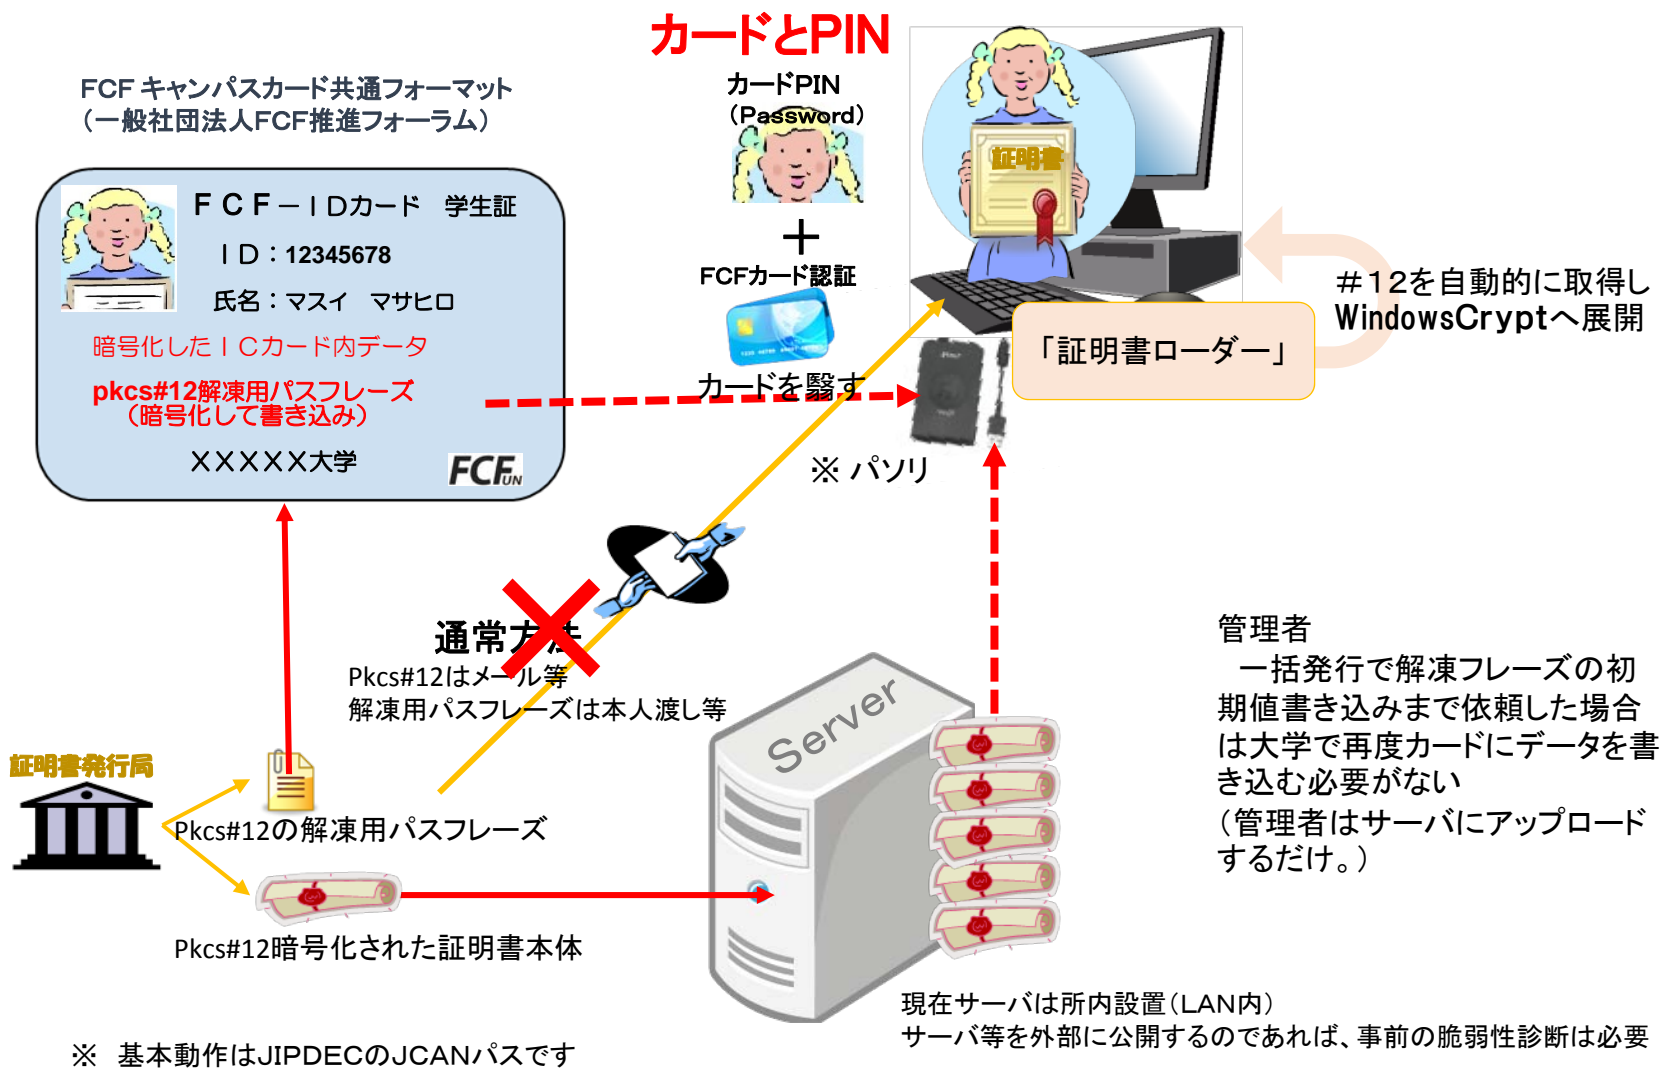 カードとPIN
FCF キャンパスカード共通フォーマット
（一般社団法人FCF推進フォーラム）
カードPIN
（Password）
証明書
ＦＣＦ－ＩＤカード　学生証
ＩＤ：12345678
氏名：マスイ　マサヒロ
暗号化したＩＣカード内データ
pkcs#12解凍用パスフレーズ
（暗号化して書き込み）
ＸＸＸＸＸ大学
FCF UN
＋
FCFカード認証
カードを翳す
※ パソリ
「証明書ローダー」
＃１２を自動的に取得し
WindowsCryptへ展開
通常方法
Pkcs#12はメール等
解凍用パスフレーズは本人渡し等
Server
管理者
一括発行で解凍フレーズの初
期値書き込みまで依頼した場合
は大学で再度カードにデータを書
き込む必要がない
（管理者はサーバにアップロード
するだけ。）
証明書発行局
Pkcs#12の解凍用パスフレーズ
Pkcs#12暗号化された証明書本体
現在サーバは所内設置（LAN内）
サーバ等を外部に公開するのであれば、事前の脆弱性診断は必要
※　基本動作はJIPDECのJCANパスです